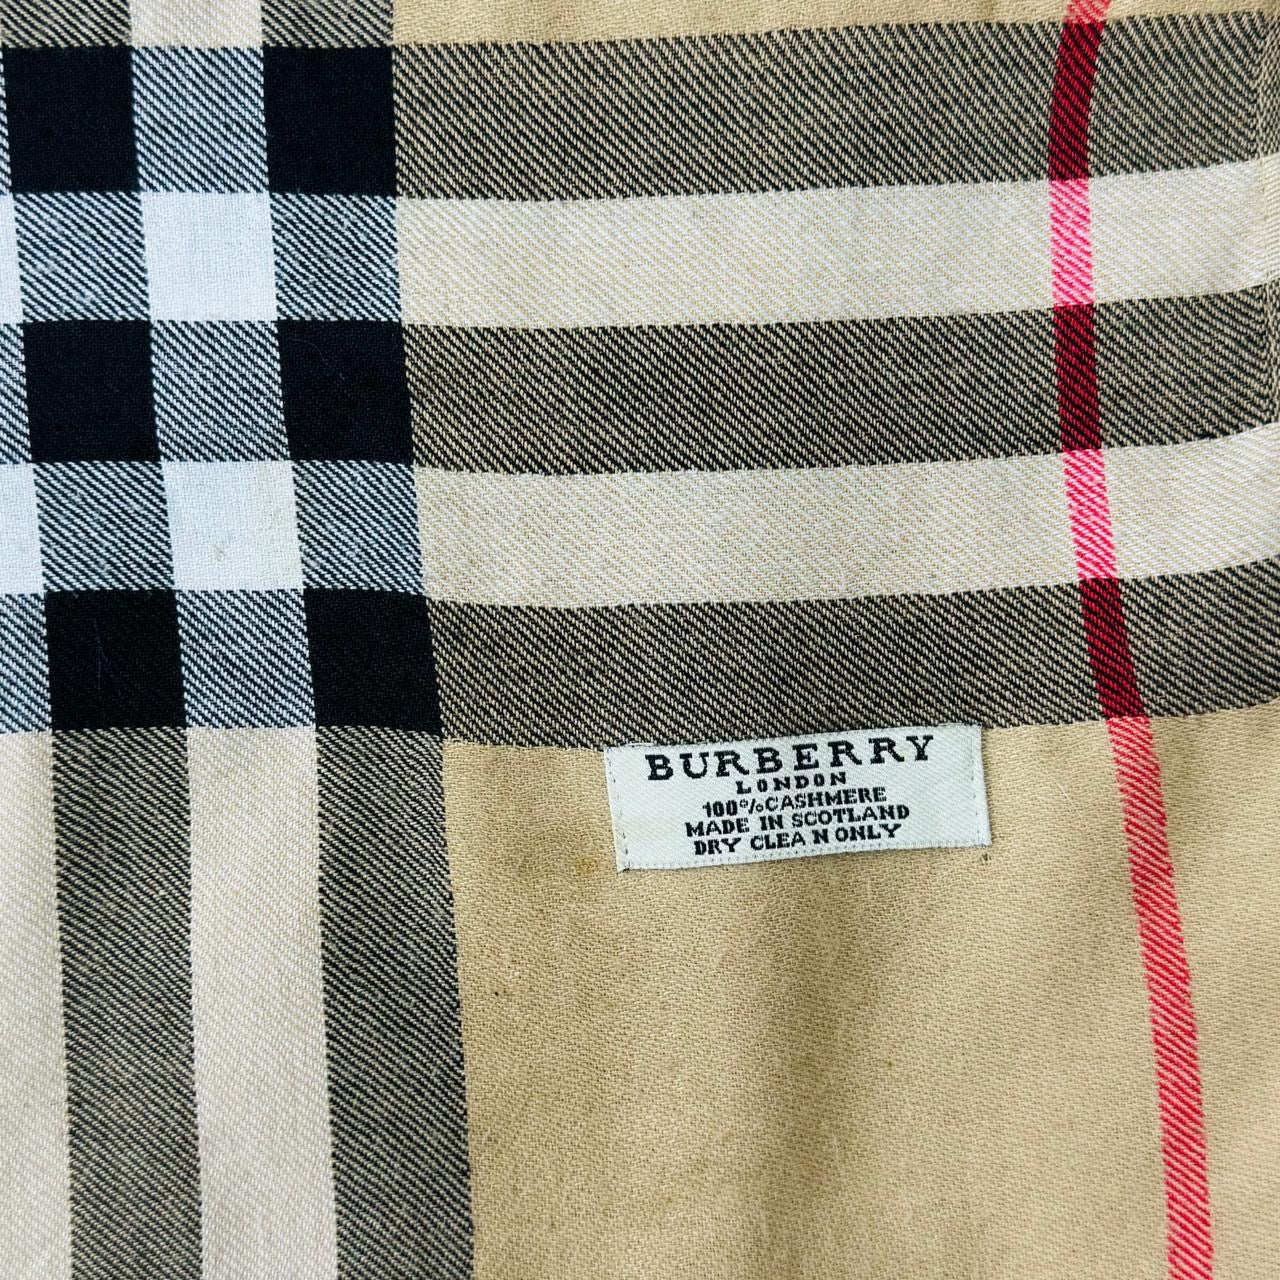 BURBERRY
LONDON
100%CASHMERE
MADE IN SCOTLAND
DRY CLEA N ONLY